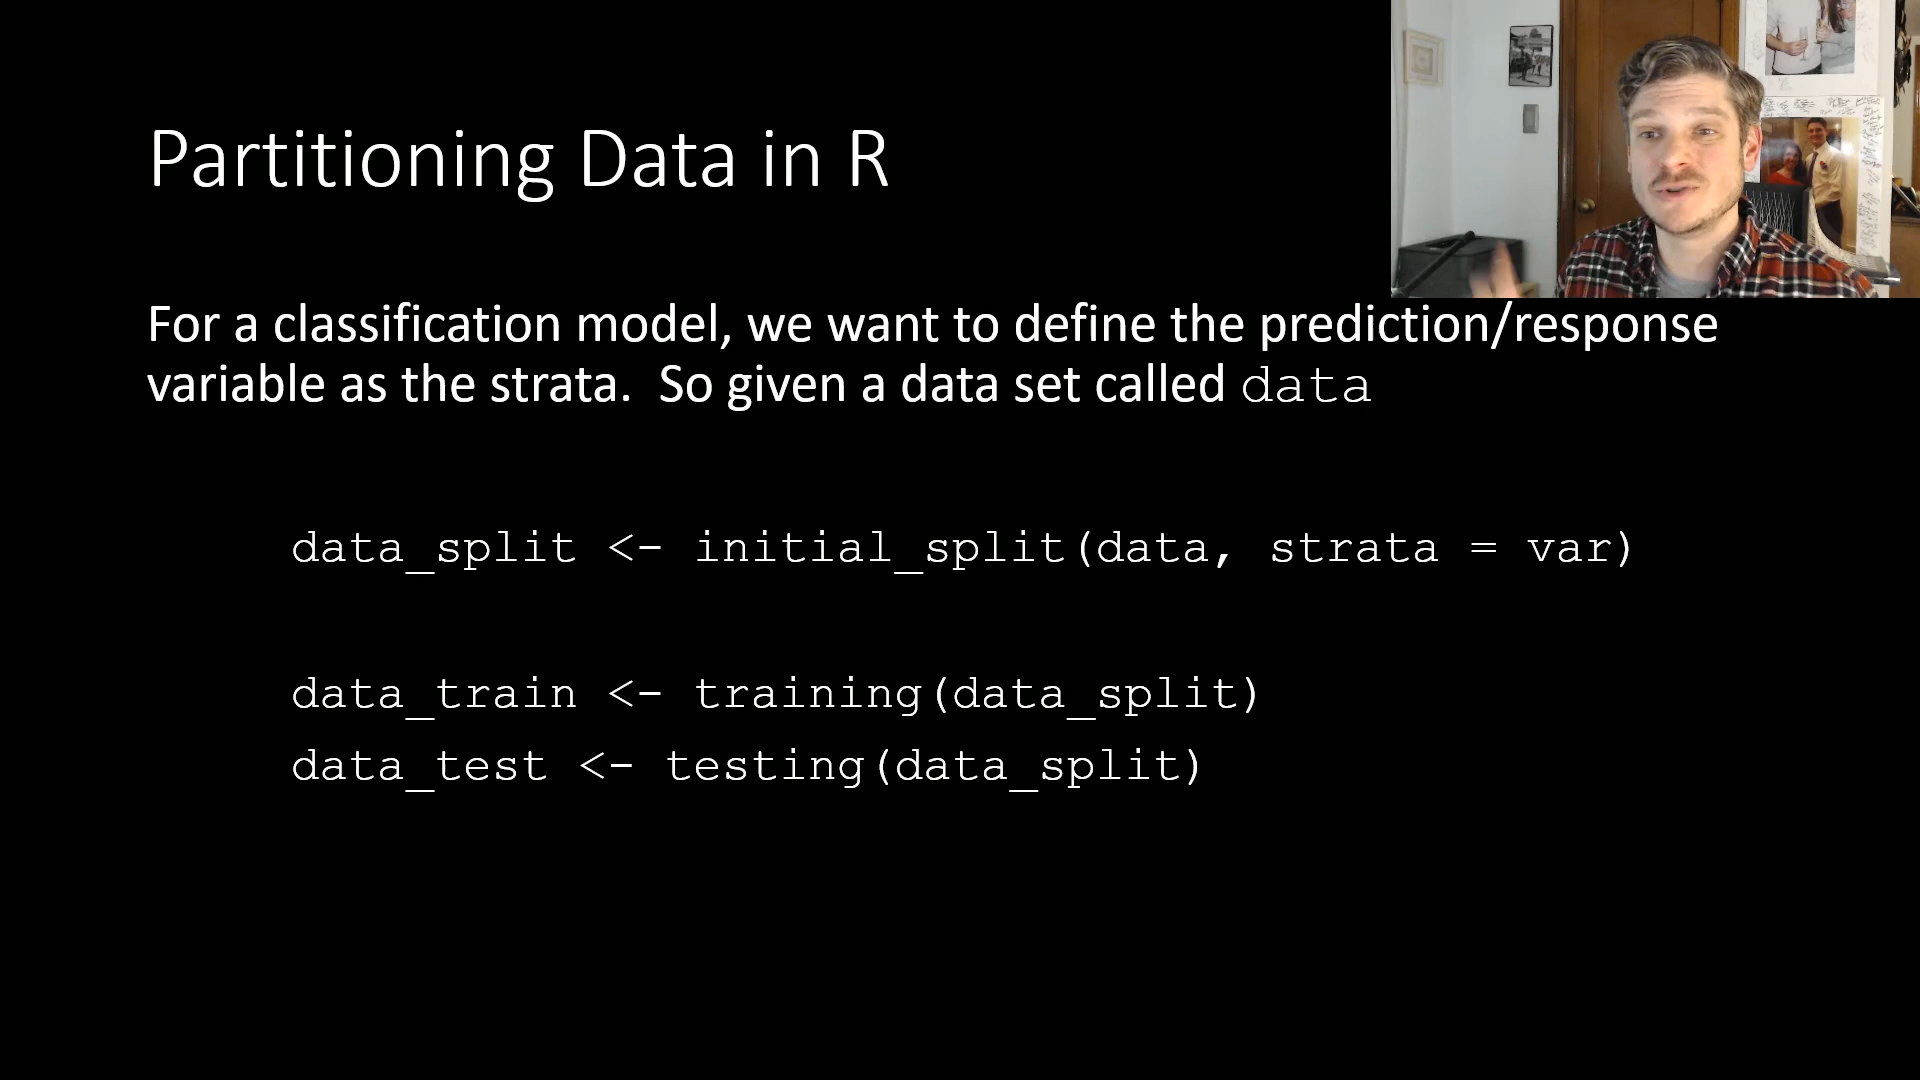 Partitioning Data in R
For a classification model, we want to define the prediction/response
variable as the strata.  So given a data set called data
data_split <- initial_split(data, strata = var)
data_train <- training(data_split)
data_test <- testing(data_split)